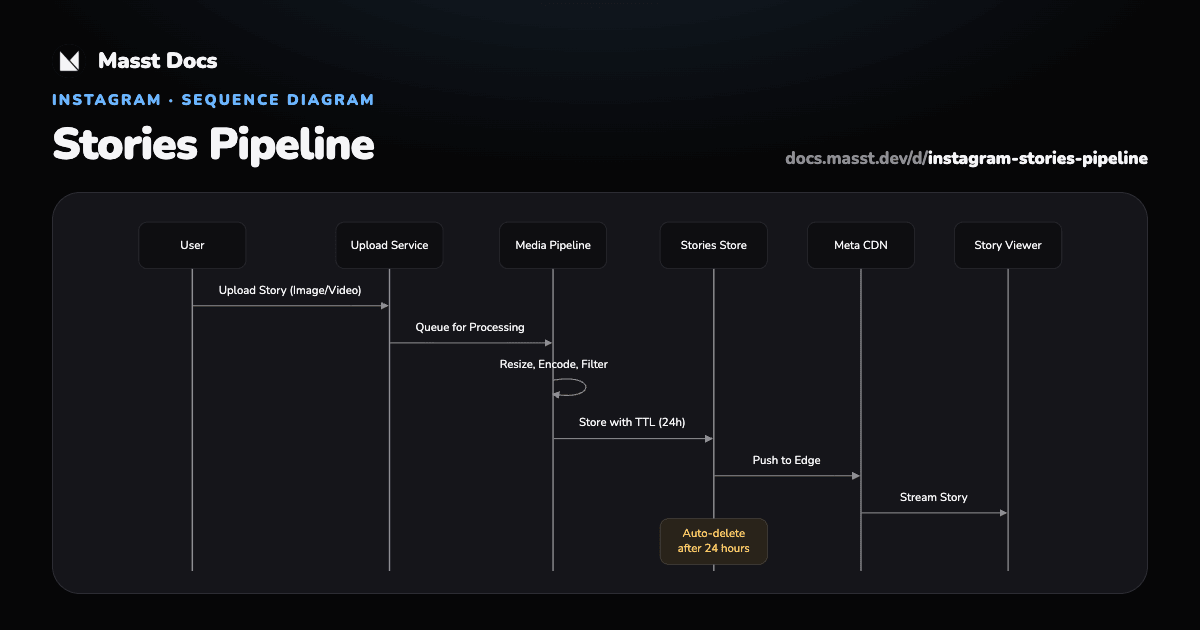 Masst Docs
INSTAGRAM · SEQUENCE DIAGRAM
Stories Pipeline
docs.masst.dev/d/instagram-stories-pipeline
User
Upload Service
Media Pipeline
Stories Store
Meta CDN
Story Viewer
Upload Story (Image/Video)
Queue for Processing
Resize, Encode, Filter
Store with TTL (24h)
Push to Edge
Stream Story
Auto-delete
after 24 hours